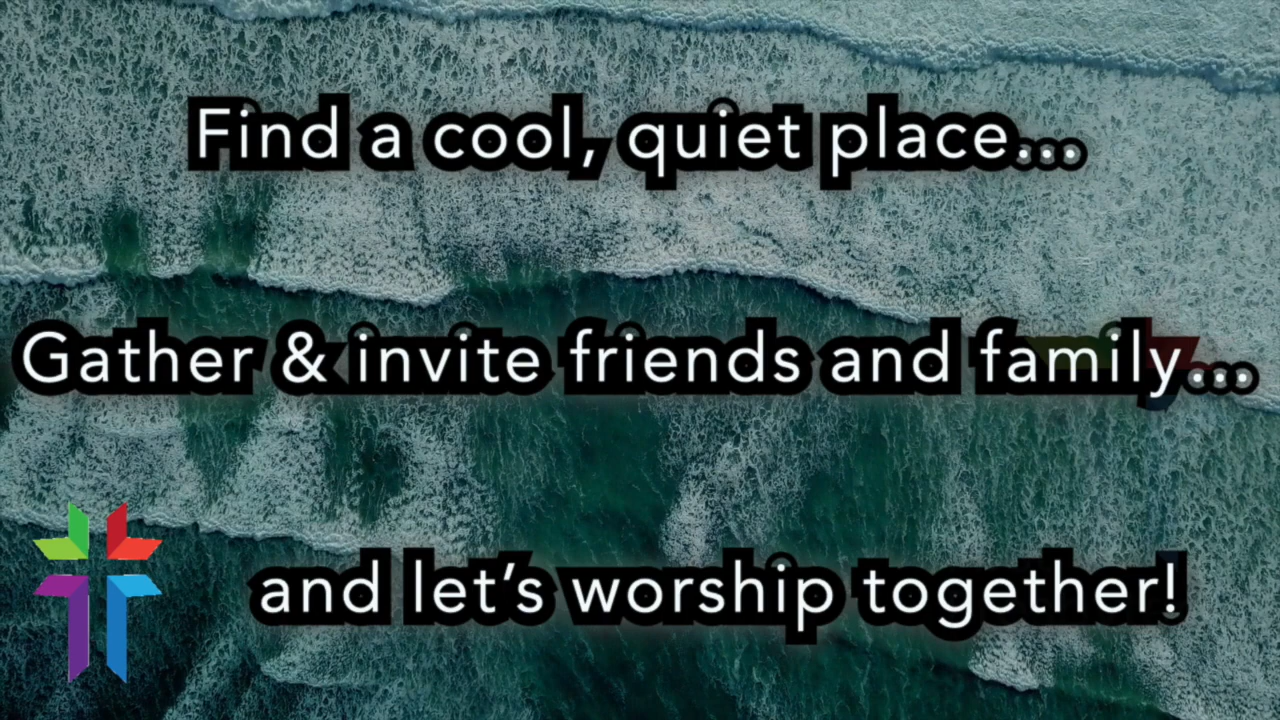 Find a cool, quiet place...
Gather & invite friends and family...
and let’s worship together!